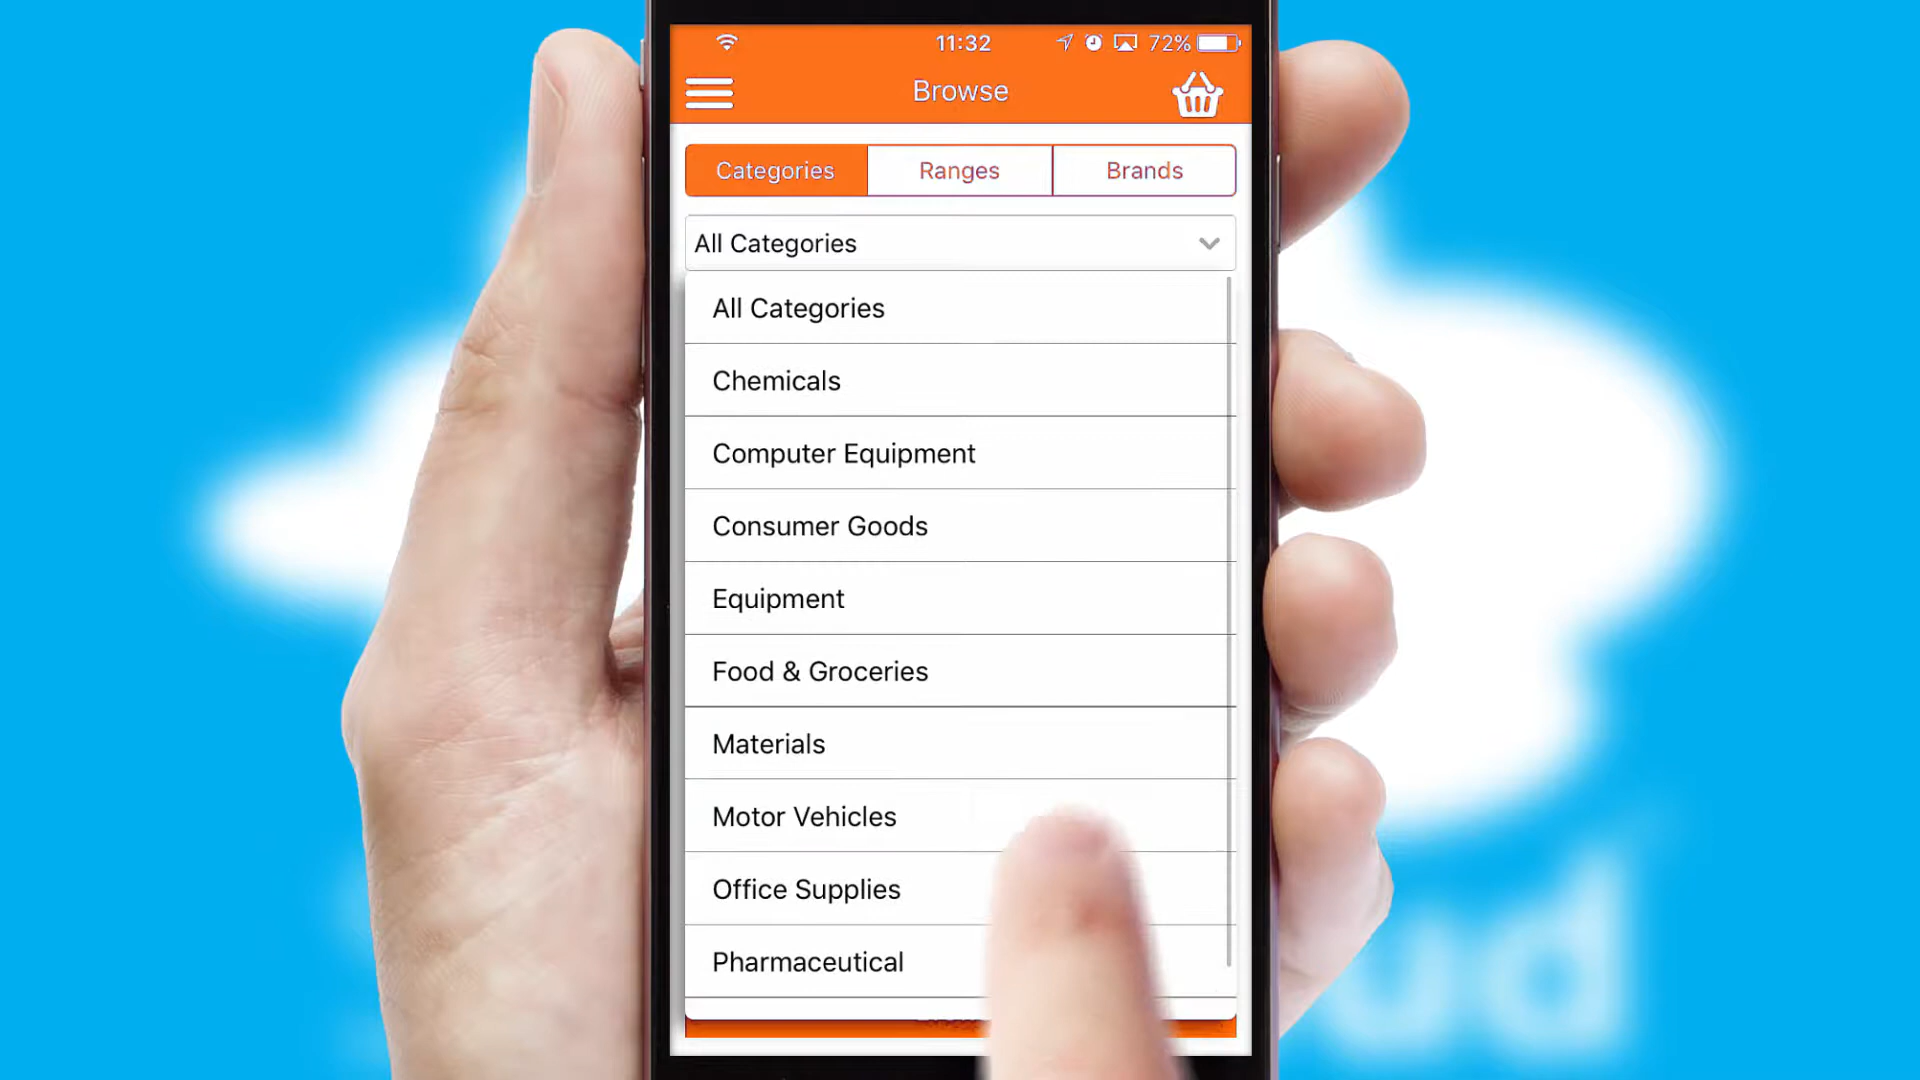 11:32
72%
Browse
Categories
Ranges
Brands
All Categories
All Categories
Chemicals
Computer Equipment
Consumer Goods
Equipment
Food & Groceries
Materials
Motor Vehicles
Office Supplies
Pharmaceutical
ud